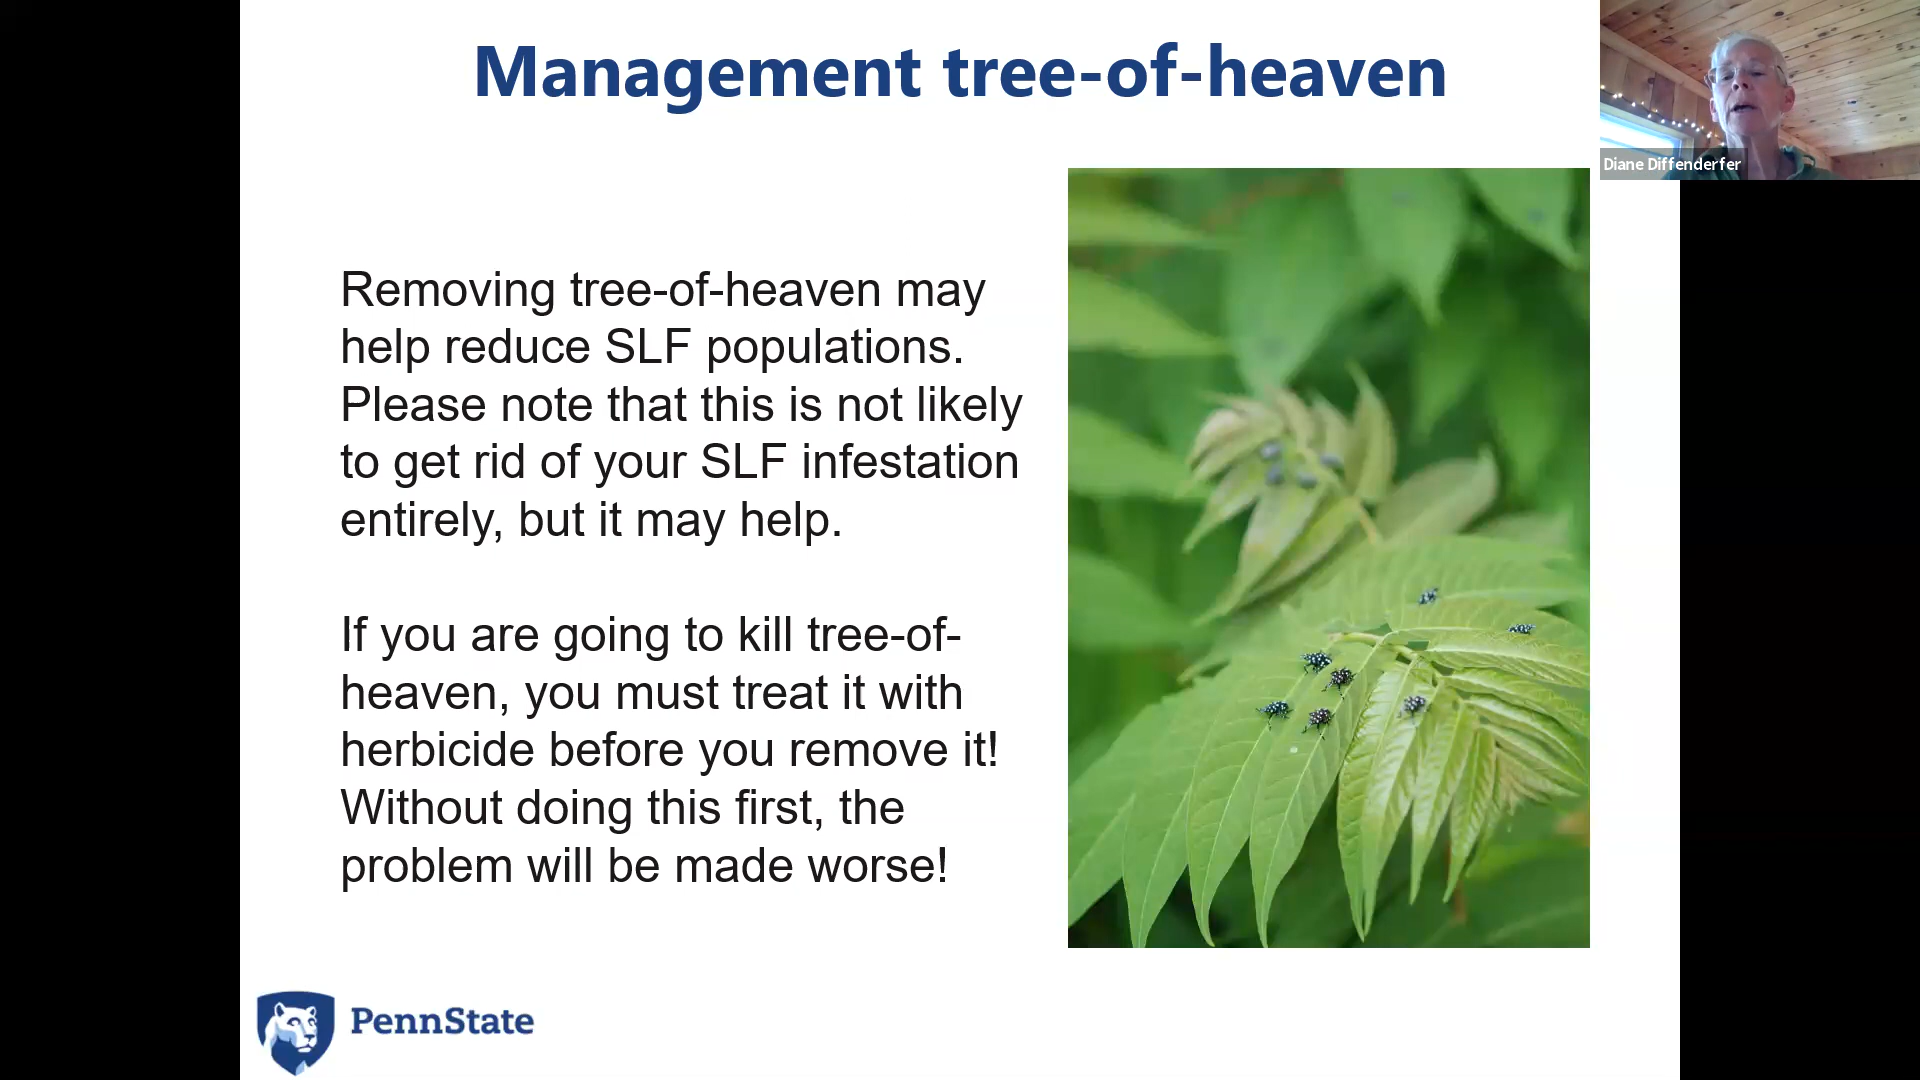 Management tree-of-heaven
Diane Diffenderfer
Removing tree-of-heaven may
help reduce SLF populations.
Please note that this is not likely
to get rid of your SLF infestation
entirely, but it may help.
If you are going to kill tree-of-
heaven, you must treat it with
herbicide before you remove it!
Without doing this first, the
problem will be made worse!
PennState